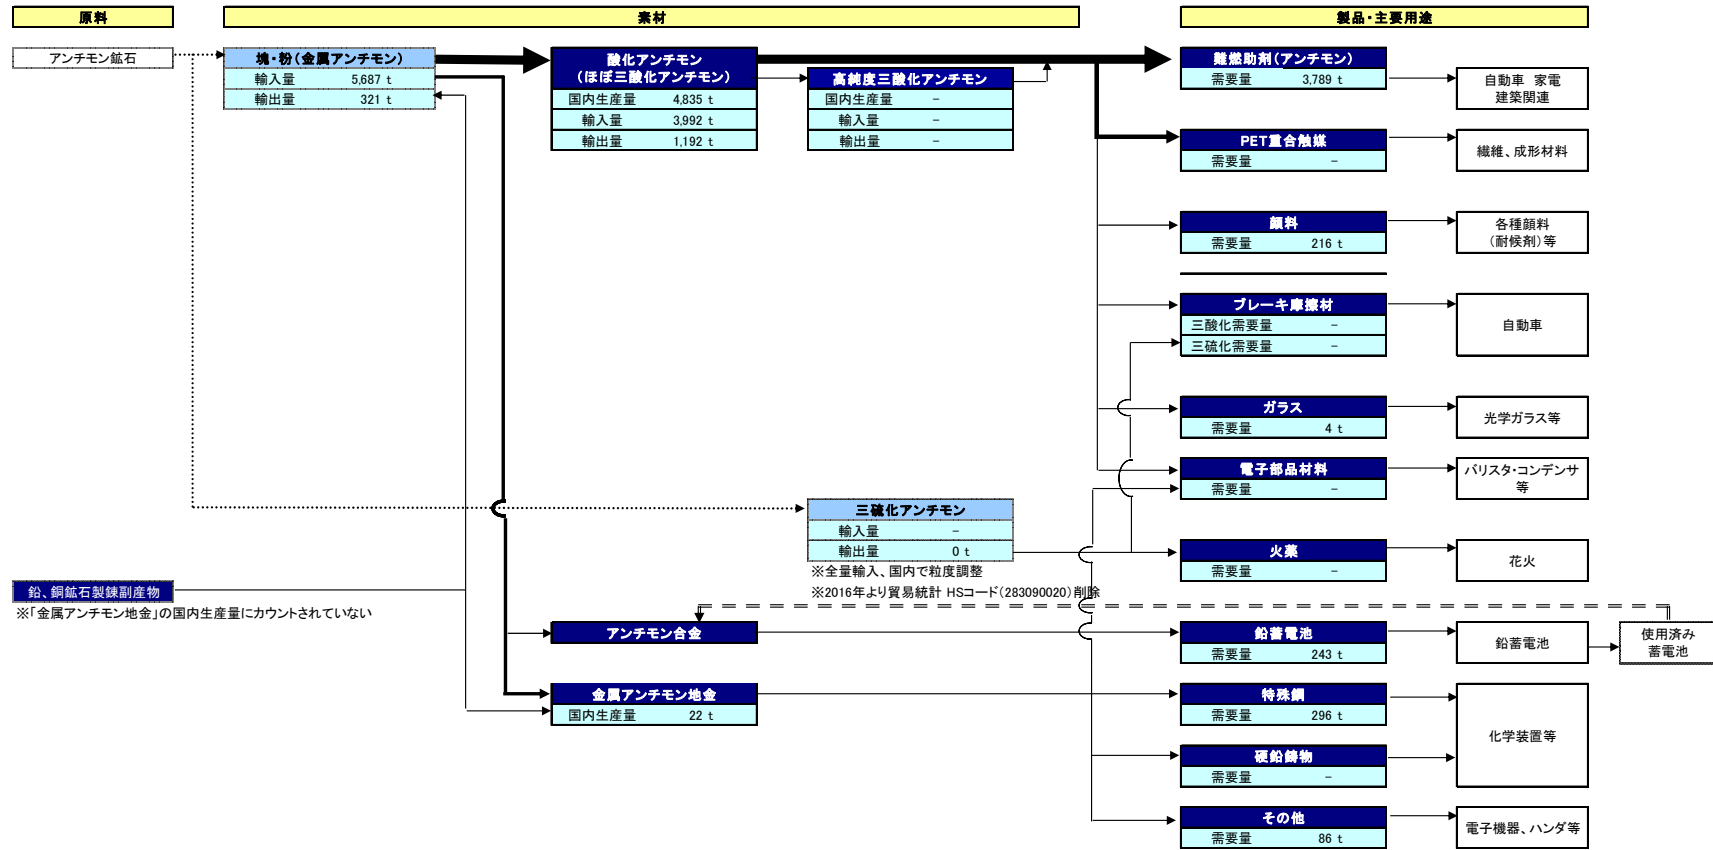 原料
素材
製品・主要用途
アンチモン鉱石
塊・粉(金属アンチモン)
輸入量 5,687 t
輸出量 321 t
酸化アンチモン
(ほぼ三酸化アンチモン)
国内生産量 4,835 t
輸入量 3,992 t
輸出量 1,192 t
高純度三酸化アンチモン
国内生産量 －
輸入量 －
輸出量 －
難燃助剤(アンチモン)
需要量 3,789 t
自動車 家電
建築関連
PET重合触媒
需要量 －
繊維、成形材料
顔料
需要量 216 t
各種顔料
(耐候剤)等
ブレーキ摩擦材
三酸化需要量 －
三硫化需要量 －
自動車
ガラス
需要量 4 t
光学ガラス等
電子部品材料
需要量 －
バリスタ・コンデンサ
等
三硫化アンチモン
輸入量 －
輸出量 0 t
※全量輸入、国内で粒度調整
※2016年より貿易統計 HSコード(283090020)削除
火薬
需要量 －
花火
鉛、銅鉱石製錬副産物
※「金属アンチモン地金」の国内生産量にカウントされていない
アンチモン合金
鉛蓄電池
需要量 243 t
鉛蓄電池
使用済み
蓄電池
金属アンチモン地金
国内生産量 22 t
特殊鋼
需要量 296 t
化学装置等
硬鉛鋳物
需要量 －
その他
需要量 86 t
電子機器、ハンダ等